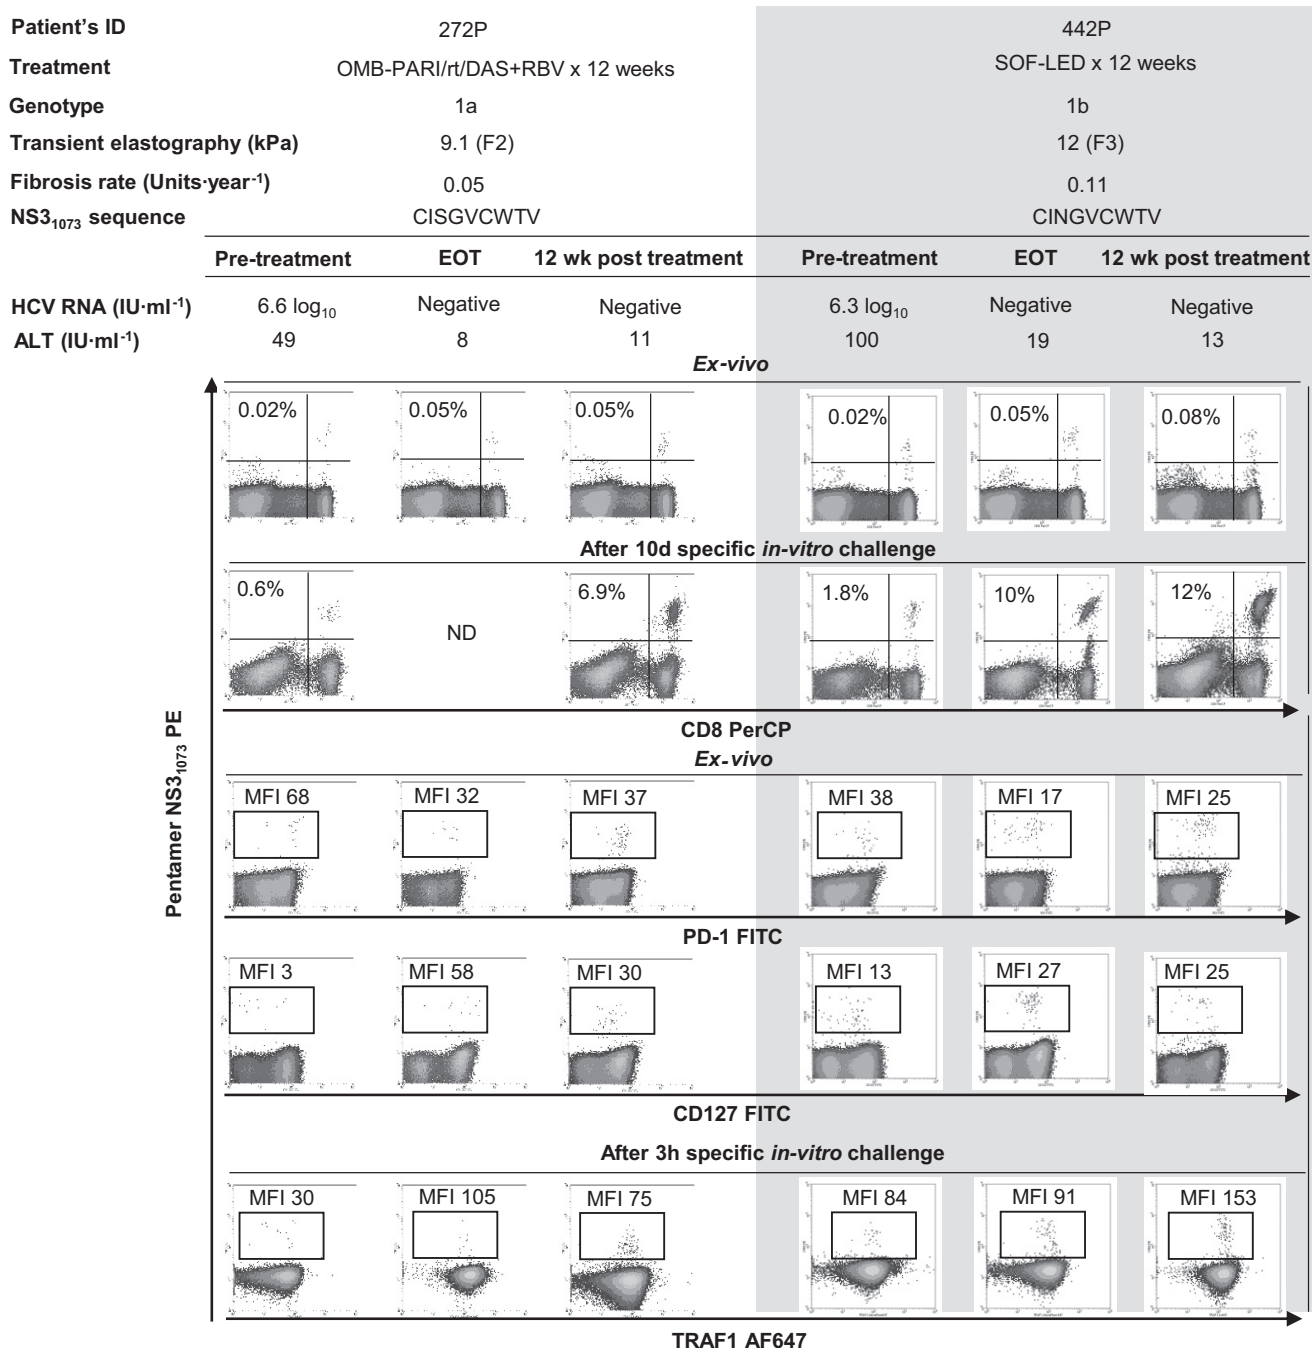 Patient's ID 272P 442P
Treatment OMB-PARI/rt/DAS+RBV x 12 weeks SOF-LED x 12 weeks
Genotype 1a 1b
Transient elastography (kPa) 9.1 (F2) 12 (F3)
Fibrosis rate (Units·year-1) 0.05 0.11
NS31073 sequence CISGVCWTV CINGVCWTV
Pre-treatment EOT 12 wk post treatment Pre-treatment EOT 12 wk post treatment
HCV RNA (IU·ml-1) 6.6 log10 Negative Negative 6.3 log10 Negative Negative
ALT (IU·ml-1) 49 8 11 100 19 13
Ex-vivo
0.02% 0.05% 0.05% 0.02% 0.05% 0.08%
After 10d specific in-vitro challenge
0.6% ND 6.9% 1.8% 10% 12%
CD8 PerCP
Pentamer NS31073 PE
Ex-vivo
MFI 68 MFI 32 MFI 37 MFI 38 MFI 17 MFI 25
PD-1 FITC
MFI 3 MFI 58 MFI 30 MFI 13 MFI 27 MFI 25
CD127 FITC
After 3h specific in-vitro challenge
MFI 30 MFI 105 MFI 75 MFI 84 MFI 91 MFI 153
TRAF1 AF647